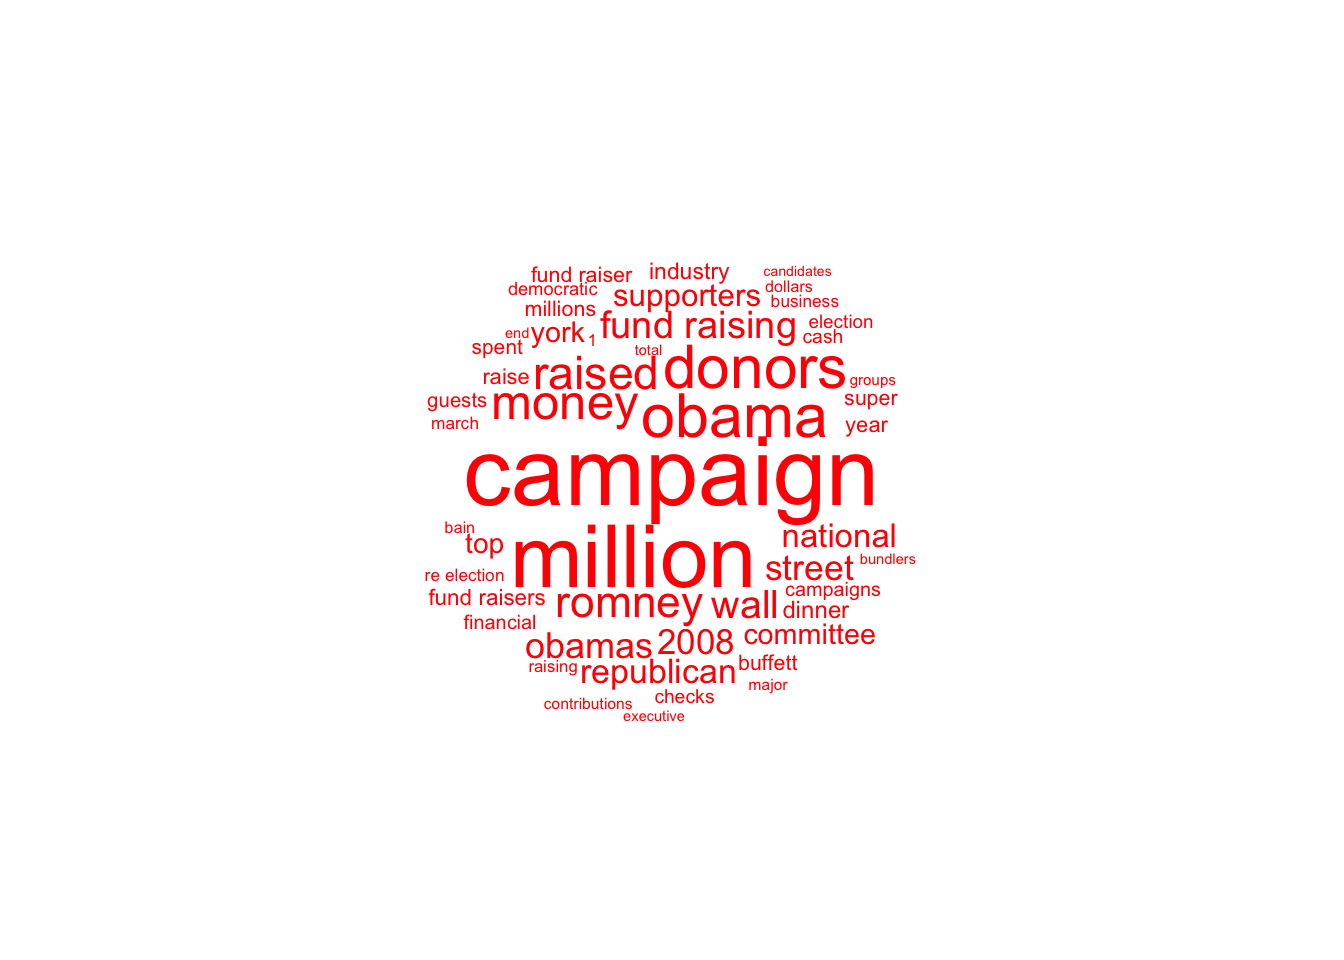 fund raiser industry candidates
democratic supporters dollars
millions business
end york 1 fund raising election
spent total cash
raise raised donors groups
guests money obama super
march year
campaign
bain
top million national
re election street bundlers
fund raisers romney wall campaigns
financial dinner
obamas 2008 committee
raising republican buffett
contributions checks major
executive